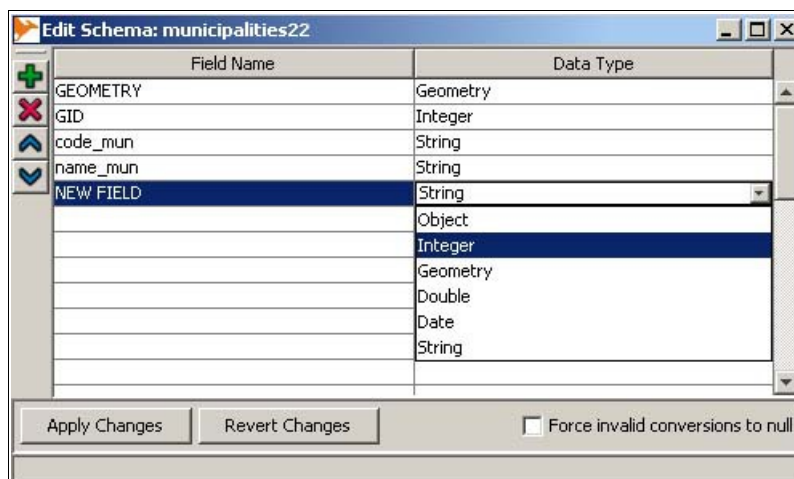 Edit Schema: municipalities22
Field Name Data Type
GEOMETRY Geometry
GID Integer
code_mun String
name_mun String
NEW FIELD String
Object
Integer
Geometry
Double
Date
String
Apply Changes Revert Changes Force invalid conversions to null